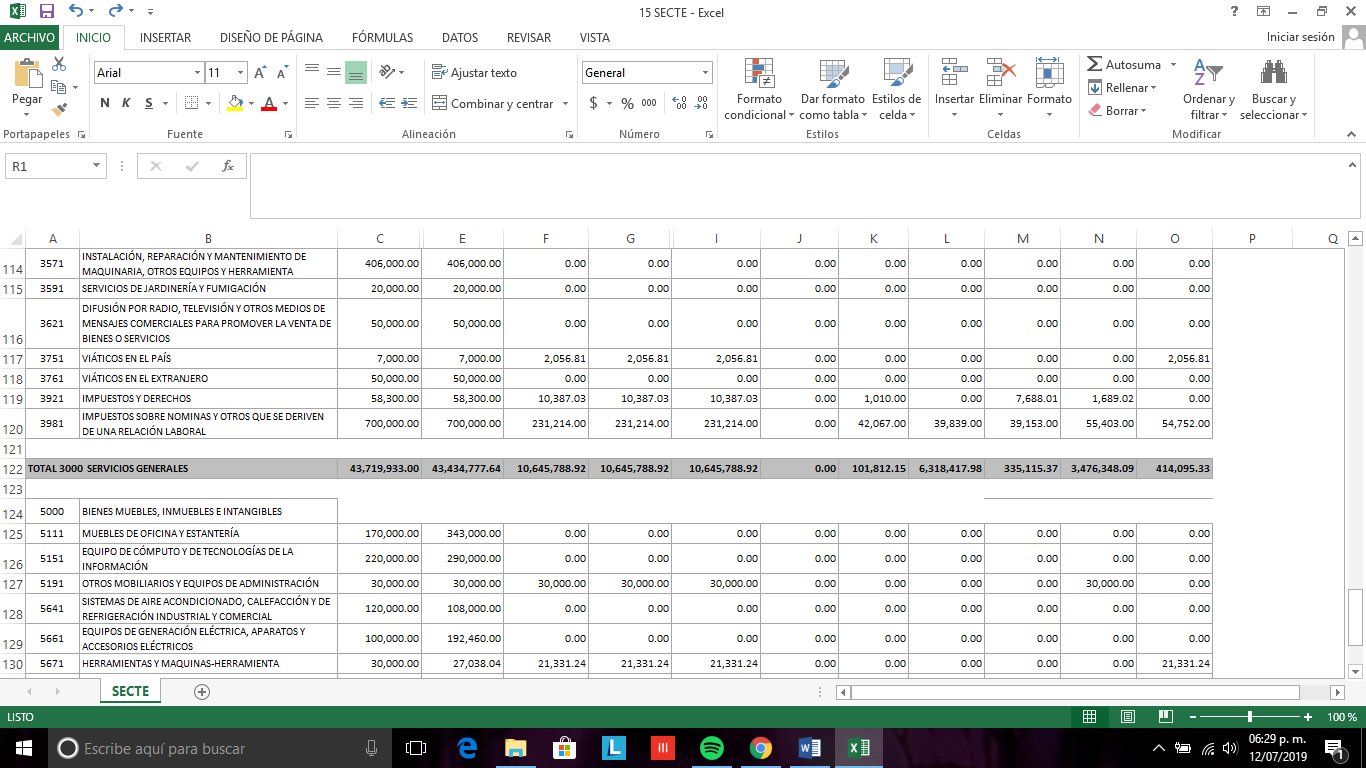 15 SECTE - Excel
ARCHIVO INICIO INSERTAR DISEÑO DE PÁGINA FÓRMULAS DATOS REVISAR VISTA Iniciar sesión
Pegar
Portapapeles
Arial 11
N K S
Fuente
Ajustar texto
Combinar y centrar
Alineación
General
$ % 000
Número
Formato condicional
Dar formato como tabla
Estilos de celda
Estilos
Insertar Eliminar Formato
Celdas
Autosuma
Rellenar
Borrar
Ordenar y filtrar
Buscar y seleccionar
Modificar
R1 fx
A B C E F G I J K L M N O P Q
114 3571 INSTALACIÓN, REPARACIÓN Y MANTENIMIENTO DE
MAQUINARIA, OTROS EQUIPOS Y HERRAMIENTA 406,000.00 406,000.00 0.00 0.00 0.00 0.00 0.00 0.00 0.00 0.00 0.00
115 3591 SERVICIOS DE JARDINERÍA Y FUMIGACIÓN 20,000.00 20,000.00 0.00 0.00 0.00 0.00 0.00 0.00 0.00 0.00 0.00
116 3621 DIFUSIÓN POR RADIO, TELEVISIÓN Y OTROS MEDIOS DE
MENSAJES COMERCIALES PARA PROMOVER LA VENTA DE
BIENES O SERVICIOS 50,000.00 50,000.00 0.00 0.00 0.00 0.00 0.00 0.00 0.00 0.00 0.00
117 3751 VIÁTICOS EN EL PAÍS 7,000.00 7,000.00 2,056.81 2,056.81 2,056.81 0.00 0.00 0.00 0.00 0.00 2,056.81
118 3761 VIÁTICOS EN EL EXTRANJERO 50,000.00 50,000.00 0.00 0.00 0.00 0.00 0.00 0.00 0.00 0.00 0.00
119 3921 IMPUESTOS Y DERECHOS 58,300.00 58,300.00 10,387.03 10,387.03 10,387.03 0.00 1,010.00 0.00 7,688.01 1,689.02 0.00
120 3981 IMPUESTOS SOBRE NOMINAS Y OTROS QUE SE DERIVEN
DE UNA RELACIÓN LABORAL 700,000.00 700,000.00 231,214.00 231,214.00 231,214.00 0.00 42,067.00 39,839.00 39,153.00 55,403.00 54,752.00
121
122 TOTAL 3000 SERVICIOS GENERALES 43,719,933.00 43,434,777.64 10,645,788.92 10,645,788.92 10,645,788.92 0.00 101,812.15 6,318,417.98 335,115.37 3,476,348.09 414,095.33
123
124 5000 BIENES MUEBLES, INMUEBLES E INTANGIBLES
125 5111 MUEBLES DE OFICINA Y ESTANTERÍA 170,000.00 343,000.00 0.00 0.00 0.00 0.00 0.00 0.00 0.00 0.00 0.00
126 5151 EQUIPO DE CÓMPUTO Y DE TECNOLOGÍAS DE LA
INFORMACIÓN 220,000.00 290,000.00 0.00 0.00 0.00 0.00 0.00 0.00 0.00 0.00 0.00
127 5191 OTROS MOBILIARIOS Y EQUIPOS DE ADMINISTRACIÓN 30,000.00 30,000.00 30,000.00 30,000.00 30,000.00 0.00 0.00 0.00 0.00 30,000.00 0.00
128 5641 SISTEMAS DE AIRE ACONDICIONADO, CALEFACCIÓN Y DE
REFRIGERACIÓN INDUSTRIAL Y COMERCIAL 120,000.00 108,000.00 0.00 0.00 0.00 0.00 0.00 0.00 0.00 0.00 0.00
129 5661 EQUIPOS DE GENERACIÓN ELÉCTRICA, APARATOS Y
ACCESORIOS ELÉCTRICOS 100,000.00 192,460.00 0.00 0.00 0.00 0.00 0.00 0.00 0.00 0.00 0.00
130 5671 HERRAMIENTAS Y MAQUINAS-HERRAMIENTA 30,000.00 27,038.04 21,331.24 21,331.24 21,331.24 0.00 0.00 0.00 0.00 0.00 21,331.24
SECTE
LISTO 100 %
Escribe aquí para buscar
06:29 p. m.
12/07/2019
1